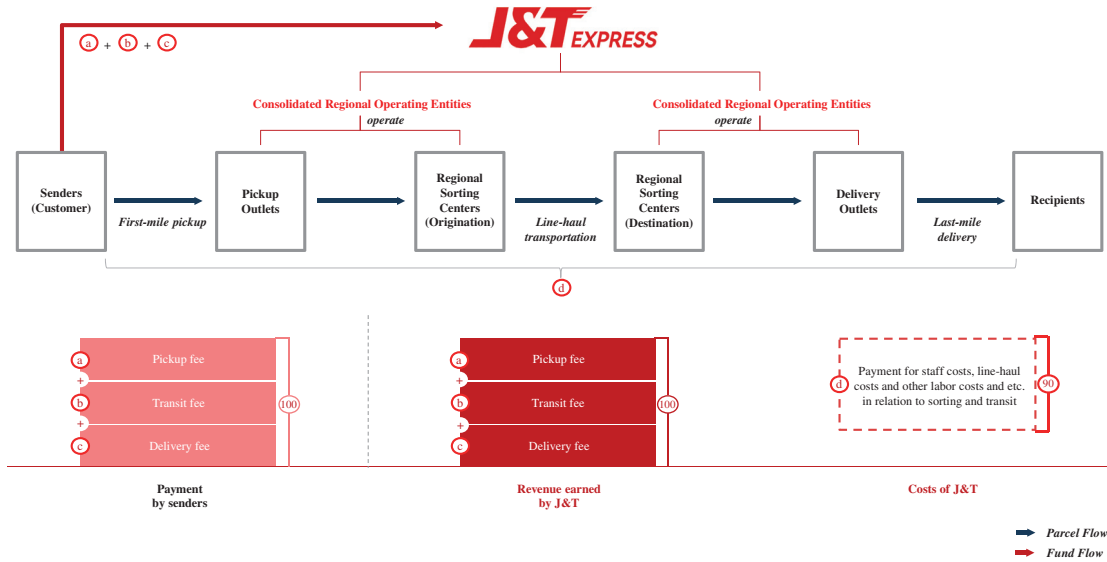 J&T EXPRESS
a + b + c
Consolidated Regional Operating Entities
operate
Consolidated Regional Operating Entities
operate
Senders
(Customer)
First-mile pickup
Pickup
Outlets
Regional
Sorting
Centers
(Origination)
Line-haul
transportation
Regional
Sorting
Centers
(Destination)
Delivery
Outlets
Last-mile
delivery
Recipients
d
a
Pickup fee
+
b
Transit fee
+
c
Delivery fee
100
Payment
by senders
a
Pickup fee
+
b
Transit fee
+
c
Delivery fee
100
Revenue earned
by J&T
d
Payment for staff costs, line-haul
costs and other labor costs and etc.
in relation to sorting and transit
90
Costs of J&T
Parcel Flow
Fund Flow